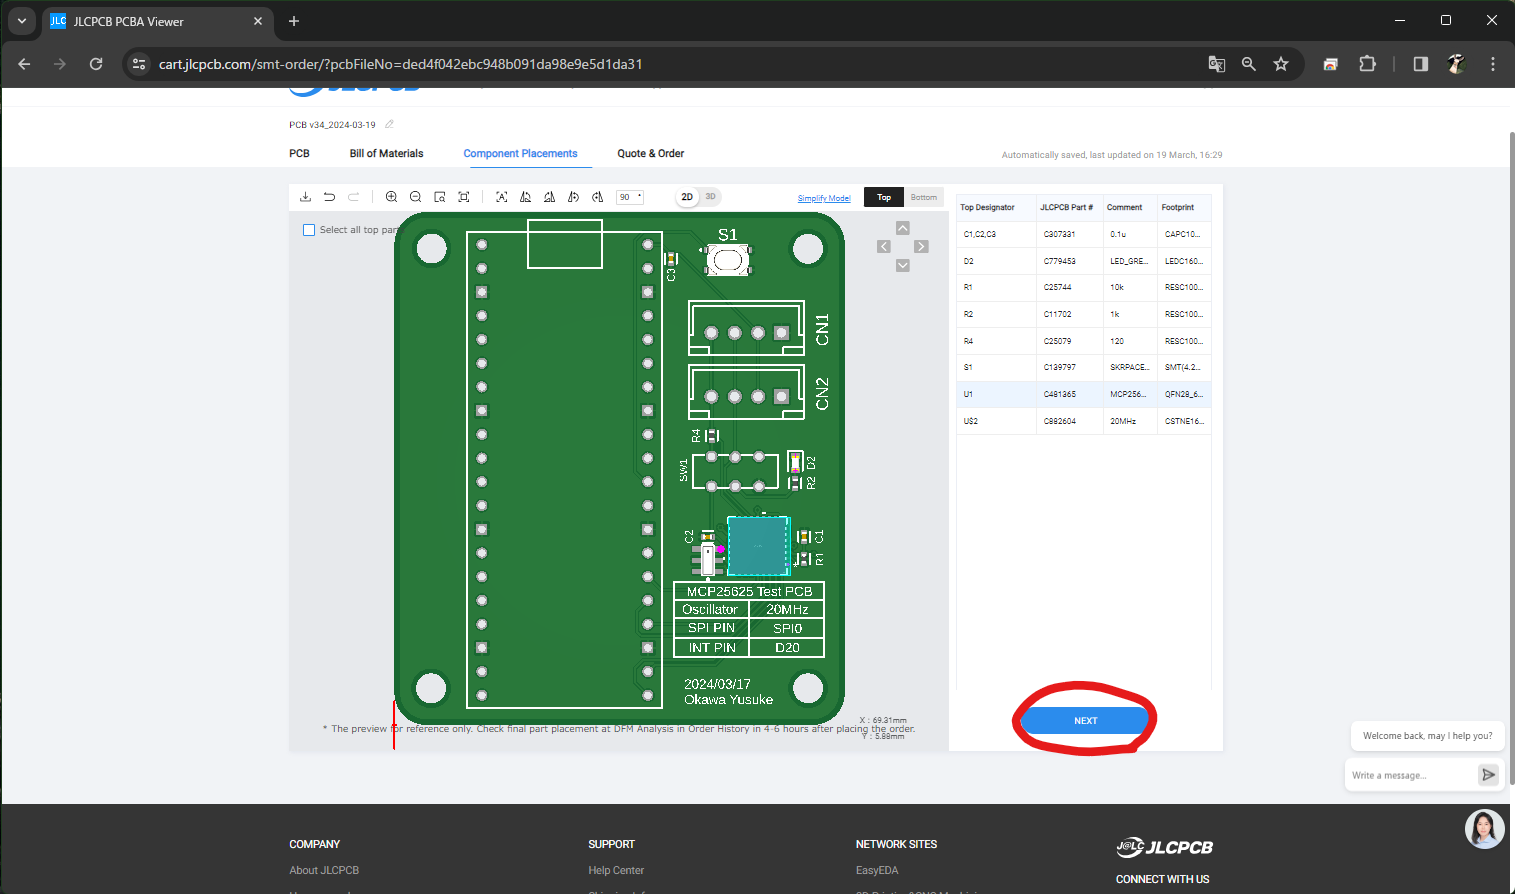 JLC JLCPCB PCBA Viewer
cart.jlcpcb.com/smt-order/?pcbFileNo=ded4f042ebc948b091da98e9e5d1da31
PCB v34_2024-03-19
PCB Bill of Materials Component Placements Quote & Order
Automatically saved, last updated on 19 March, 16:29
90 2D 3D Simplify Model Top Bottom
Select all top par
S1
C3
CN1
CN2
R4
SW1
D2
R2
C2
C1
R1
MCP25625 Test PCB
Oscillator 20MHz
SPI PIN SPI0
INT PIN D20
2024/03/17
Okawa Yusuke
X : 69.31mm
* The preview for reference only. Check final part placement at DFM Analysis in Order History in 4-6 hours after placing the order.
Y : 5.88mm
Top Designator JLCPCB Part # Comment Footprint
C1,C2,C3 C307331 0.1u CAPC10...
D2 C779453 LED_GRE... LEDC160...
R1 C25744 10k RESC100...
R2 C11702 1k RESC100...
R4 C25079 120 RESC100...
S1 C139797 SKRPACE... SMT(4.2...
U1 C481365 MCP256... QFN28_6...
U$2 C882604 20MHz CSTNE16...
NEXT
Welcome back, may I help you?
Write a message...
COMPANY
About JLCPCB
SUPPORT
Help Center
NETWORK SITES
EasyEDA
J@LC JLCPCB
CONNECT WITH US